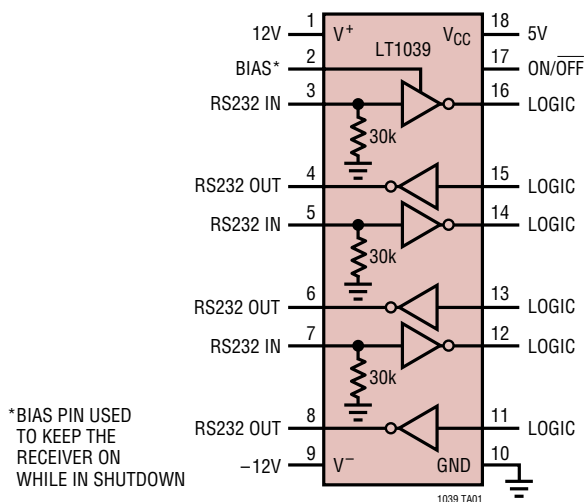 12V 1 V+ VCC 18 5V
LT1039
BIAS* 2 17 ON/OFF
RS232 IN 3 16 LOGIC
30k
RS232 OUT 4 15 LOGIC
RS232 IN 5 14 LOGIC
30k
RS232 OUT 6 13 LOGIC
RS232 IN 7 12 LOGIC
30k
RS232 OUT 8 11 LOGIC
–12V 9 V– GND 10
*BIAS PIN USED
TO KEEP THE
RECEIVER ON
WHILE IN SHUTDOWN
1039 TA01